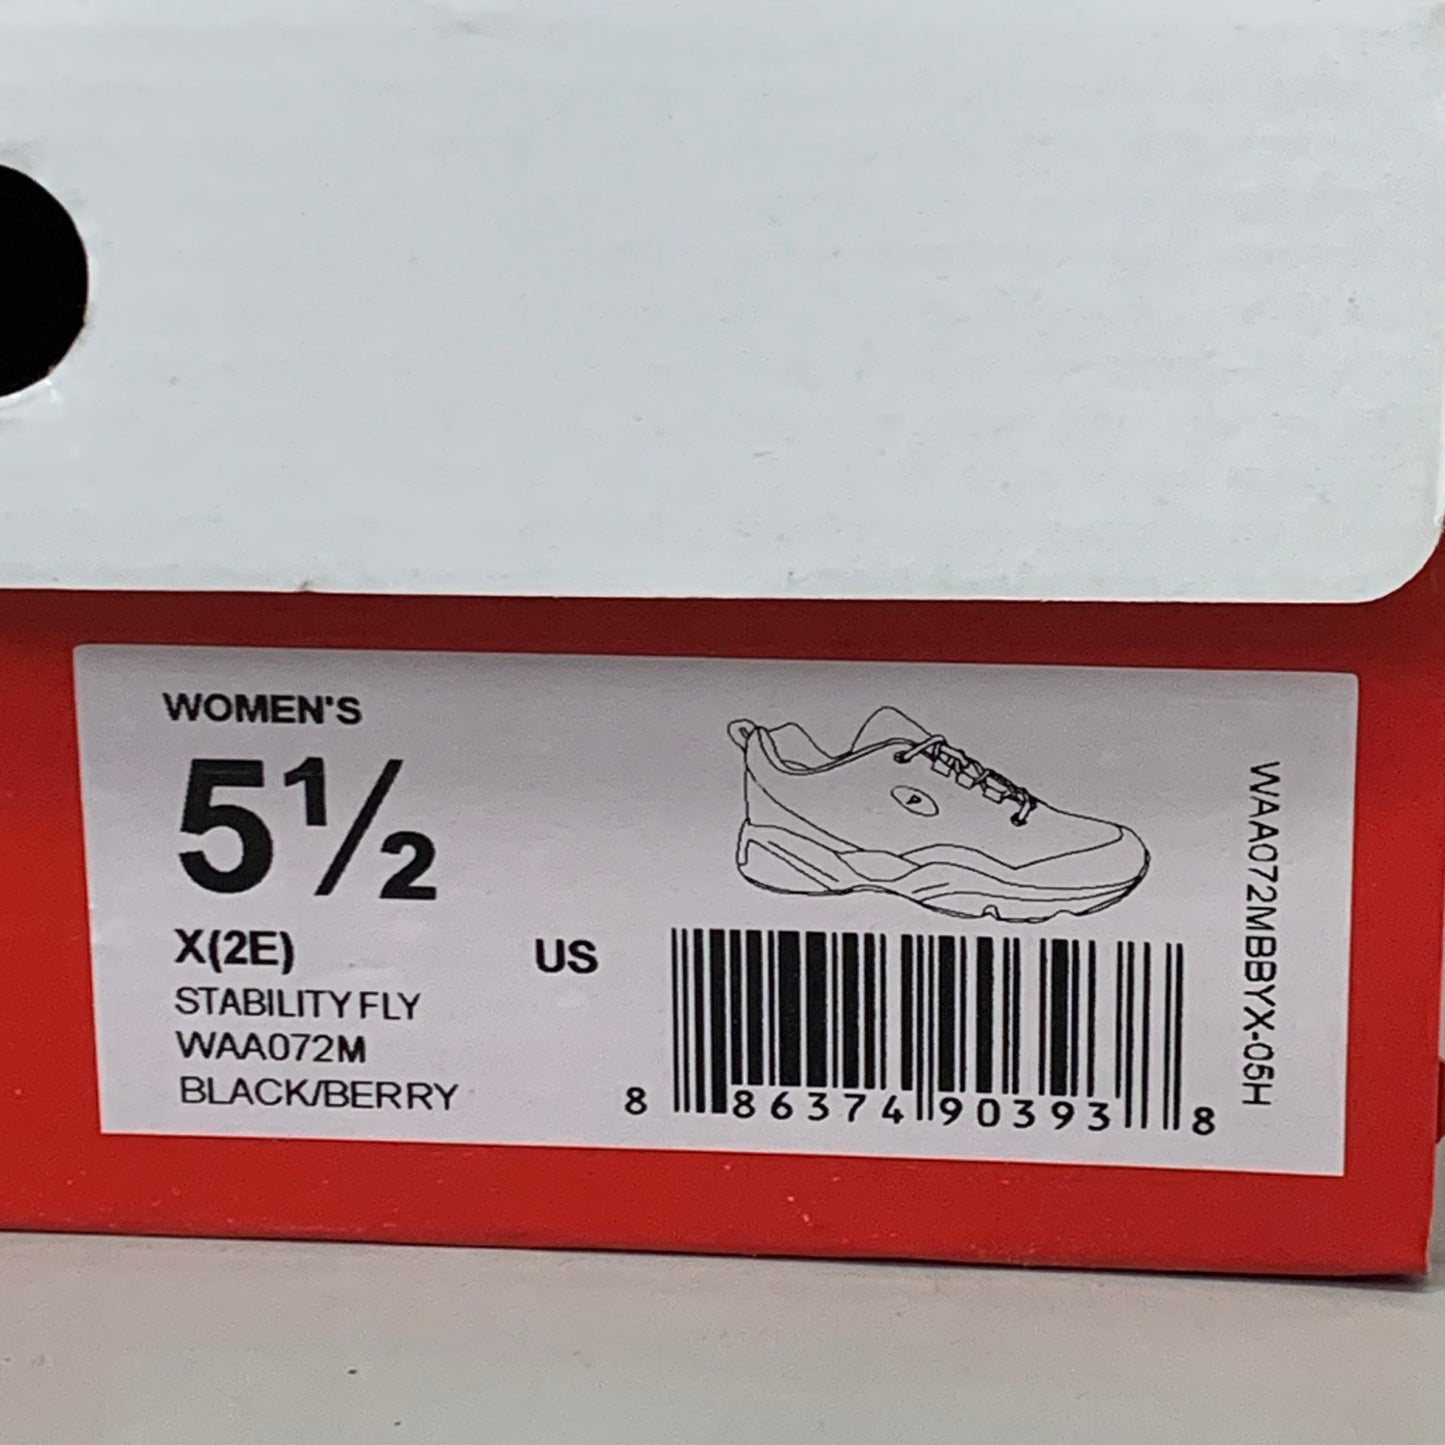 WOMEN'S
5½
X(2E) US
STABILITY FLY
WAA072M
BLACK/BERRY
P
8 86374 90393 8
WAA072MBBYX-05H